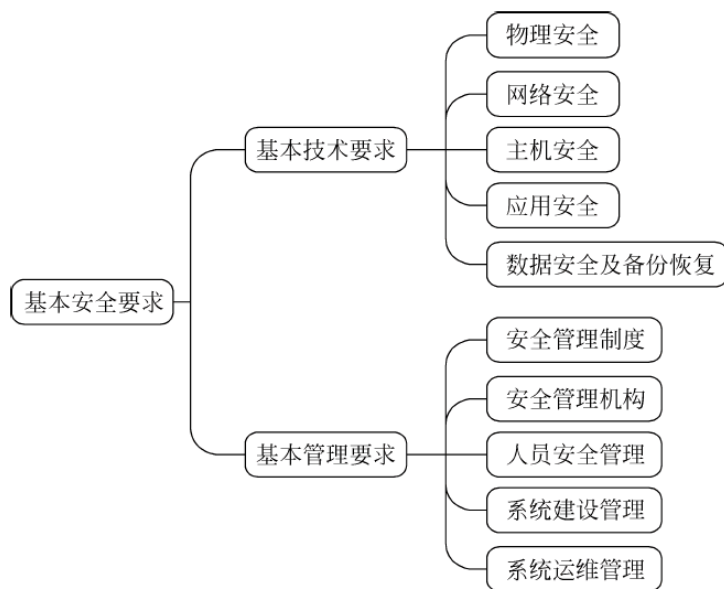 基本安全要求
基本技术要求
物理安全
网络安全
主机安全
应用安全
数据安全及备份恢复
基本管理要求
安全管理制度
安全管理机构
人员安全管理
系统建设管理
系统运维管理